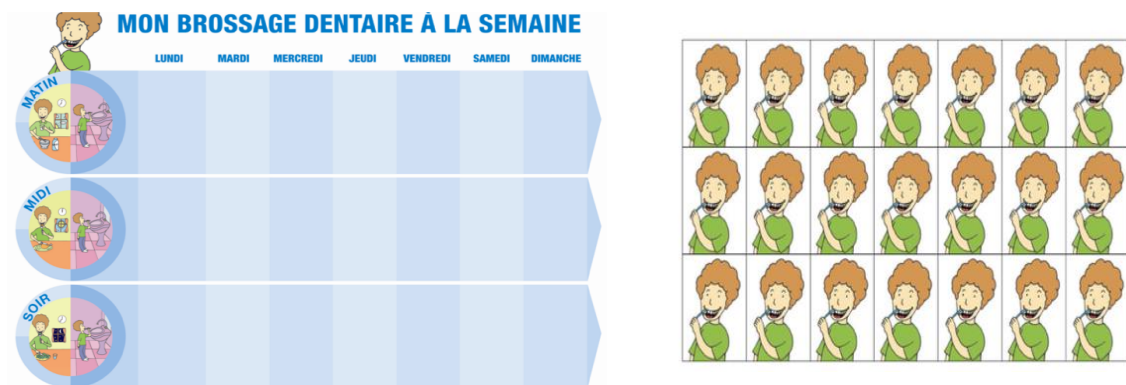 MON BROSSAGE DENTAIRE À LA SEMAINE
LUNDI MARDI MERCREDI JEUDI VENDREDI SAMEDI DIMANCHE
MATIN
MIDI
SOIR